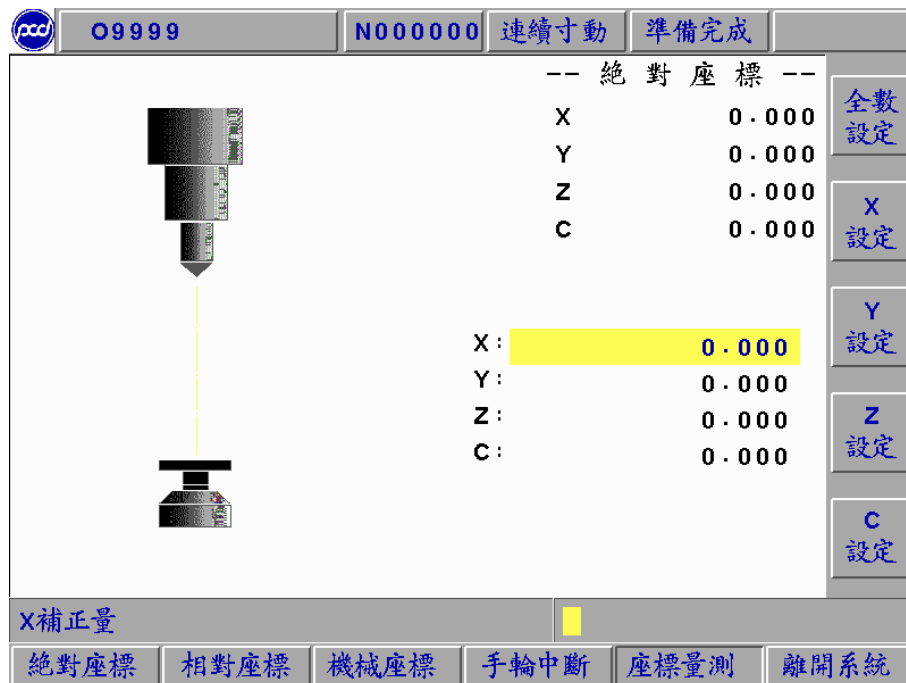 pcd O9999 N000000 連續寸動 準備完成
-- 絕對座標 --
X 0.000
Y 0.000
Z 0.000
C 0.000
X: 0.000
Y: 0.000
Z: 0.000
C: 0.000
全數
設定
X
設定
Y
設定
Z
設定
C
設定
X補正量
絕對座標 相對座標 機械座標 手輪中斷 座標量測 離開系統